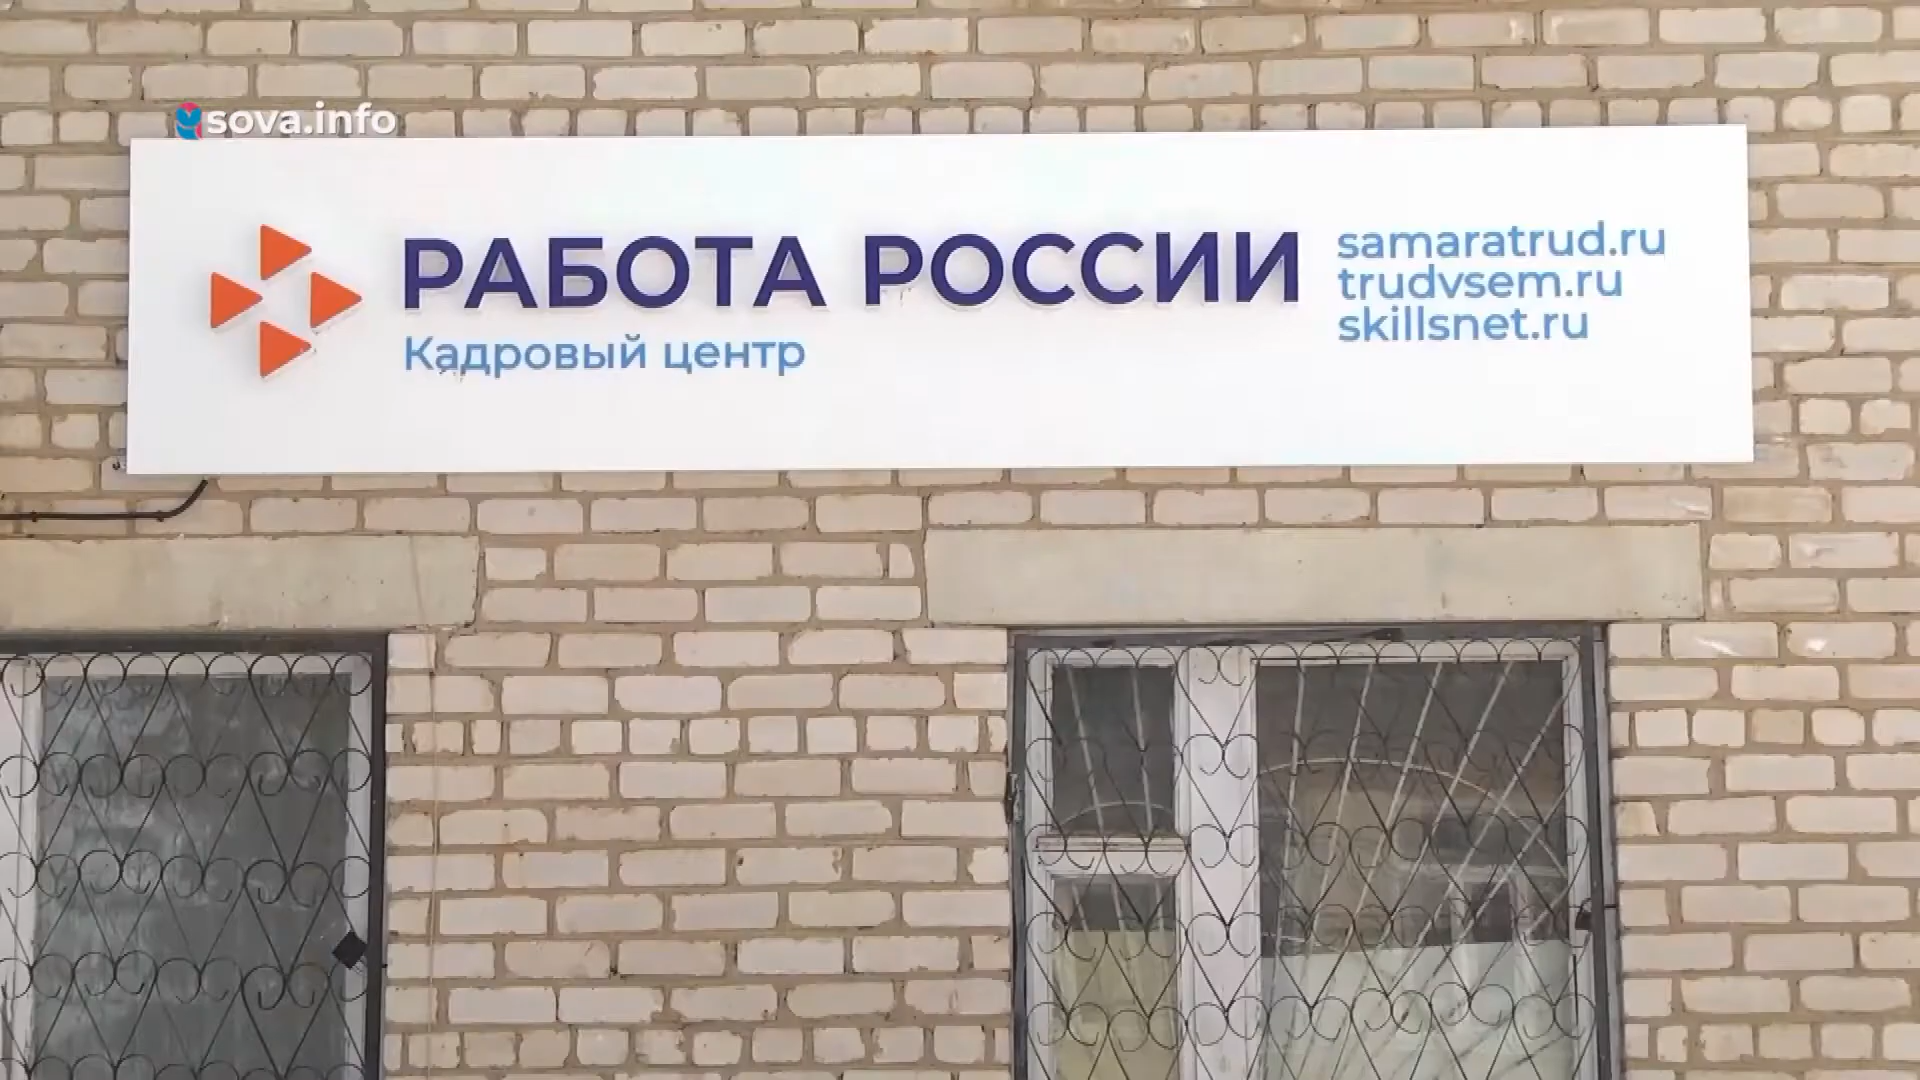 sova.info
РАБОТА РОССИИ
Кадровый центр
samaratrud.ru
trudvsem.ru
skillsnet.ru